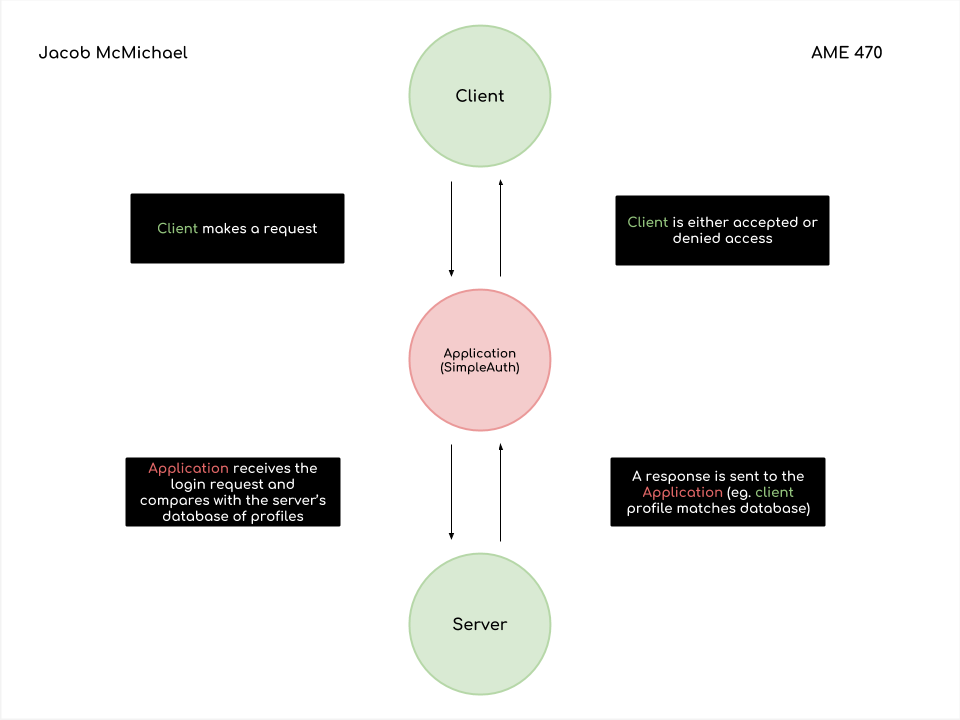 Jacob McMichael
AME 470
Client
Client makes a request
Client is either accepted or
denied access
Application
(SimpleAuth)
Application receives the
login request and
compares with the server’s
database of profiles
A response is sent to the
Application (eg. client
profile matches database)
Server